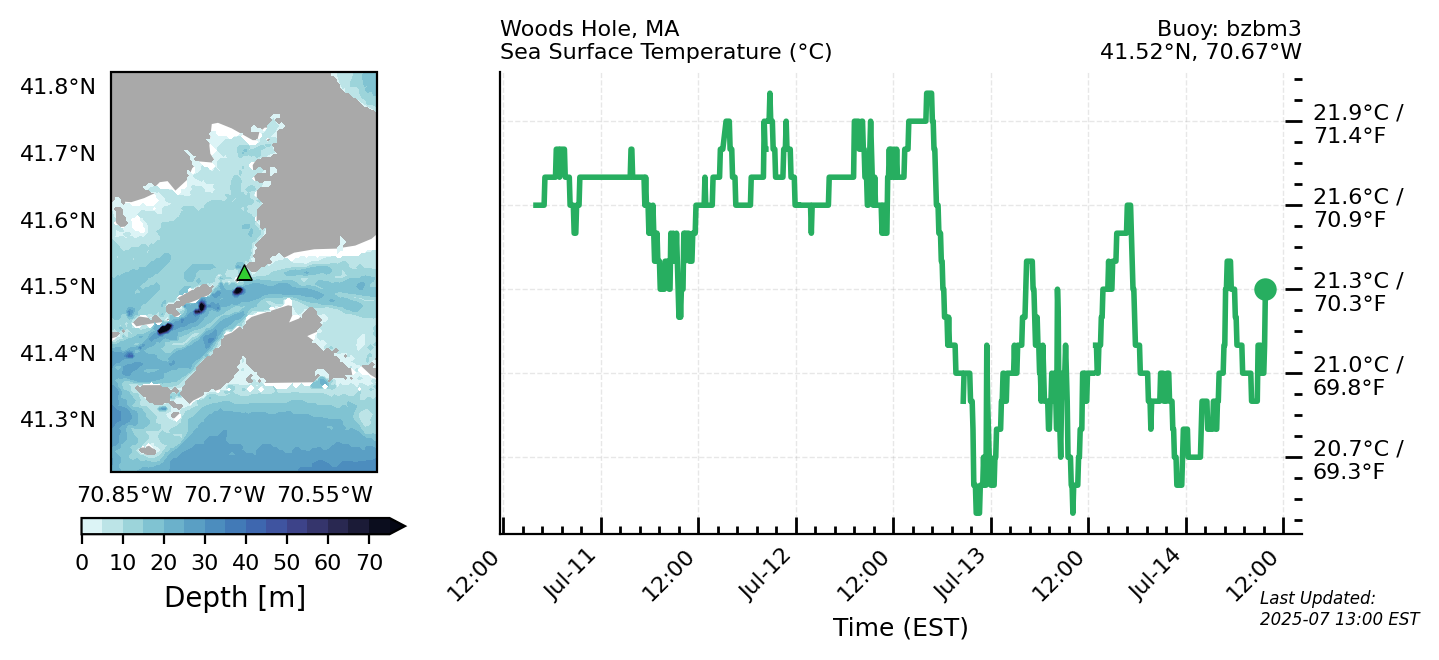 Woods Hole, MA
Sea Surface Temperature (°C)
Buoy: bzbm3
41.52°N, 70.67°W
41.8°N
41.7°N
41.6°N
41.5°N
41.4°N
41.3°N
70.85°W 70.7°W 70.55°W
0 10 20 30 40 50 60 70
Depth [m]
21.9°C /
71.4°F
21.6°C /
70.9°F
21.3°C /
70.3°F
21.0°C /
69.8°F
20.7°C /
69.3°F
12:00 Jul-11 12:00 Jul-12 12:00 Jul-13 12:00 Jul-14 12:00
Time (EST)
Last Updated:
2025-07 13:00 EST